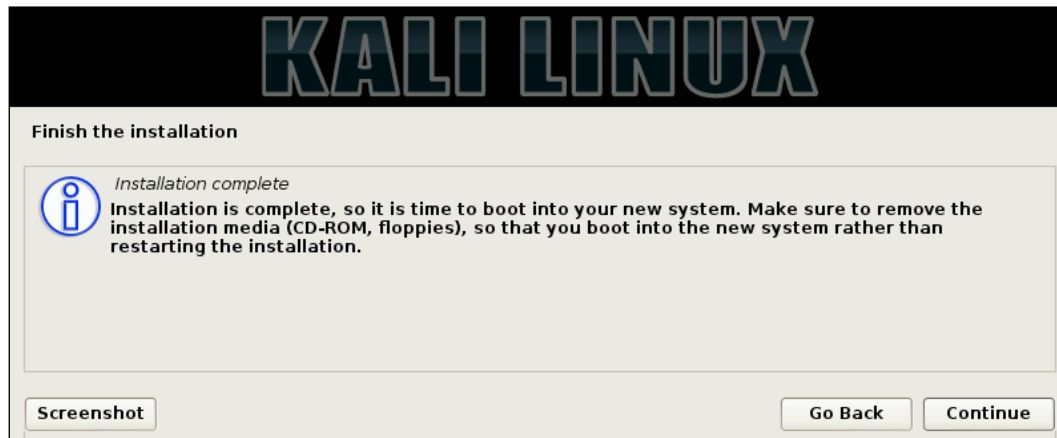 KALI LINUX
Finish the installation
Installation complete
Installation is complete, so it is time to boot into your new system. Make sure to remove the
installation media (CD-ROM, floppies), so that you boot into the new system rather than
restarting the installation.
Screenshot
Go Back
Continue